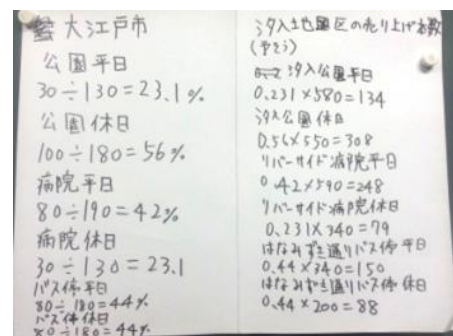 大江戸市
公園平日
30÷130=23.1%
公園休日
100÷180=56%
病院平日
80÷190=42%
病院休日
30÷130=23.1
バス停平日
80÷180=44%
バス停休日
80÷180=44%
汐入土地区の売り上げ本数
(予そう)
汐入公園平日
0.231×580=134
汐入公園休日
0.56×550=308
リバーサイド病院平日
0.42×590=248
リバーサイド病院休日
0.231×340=79
はなみずき通りバス停平日
0.44×340=150
はなみずき通りバス停休日
0.44×200=88